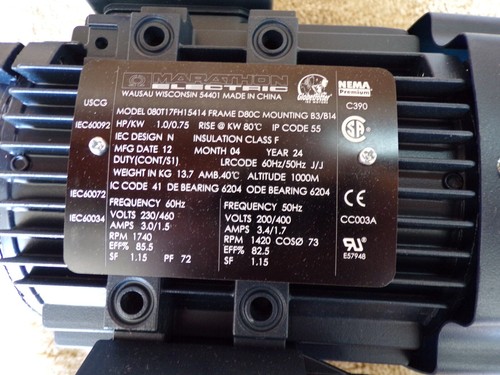 MARATHON
ELECTRIC
WAUSAU WISCONSIN 54401 MADE IN CHINA
NEMA
Premium
USCG
MODEL 080T17FH15414 FRAME D80C MOUNTING B3/B14
C390
HP/KW 1.0/0.75 RISE @ KW 80°C IP CODE 55
IEC60092
IEC DESIGN N INSULATION CLASS F
MFG DATE 12 MONTH 04 YEAR 24
DUTY(CONT/S1) LRCODE 60Hz/50Hz J/J
WEIGHT IN KG 13.7 AMB.40°C ALTITUDE 1000M
IC CODE 41 DE BEARING 6204 ODE BEARING 6204
IEC60072
IEC60034
FREQUENCY 60Hz
VOLTS 230/460
AMPS 3.0/1.5
RPM 1740
EFF% 85.5
SF 1.15 PF 72
FREQUENCY 50Hz
VOLTS 200/400
AMPS 3.4/1.7
RPM 1420 COSØ 73
EFF% 82.5
SF 1.15
SA
CE
CC003A
UR
E57948